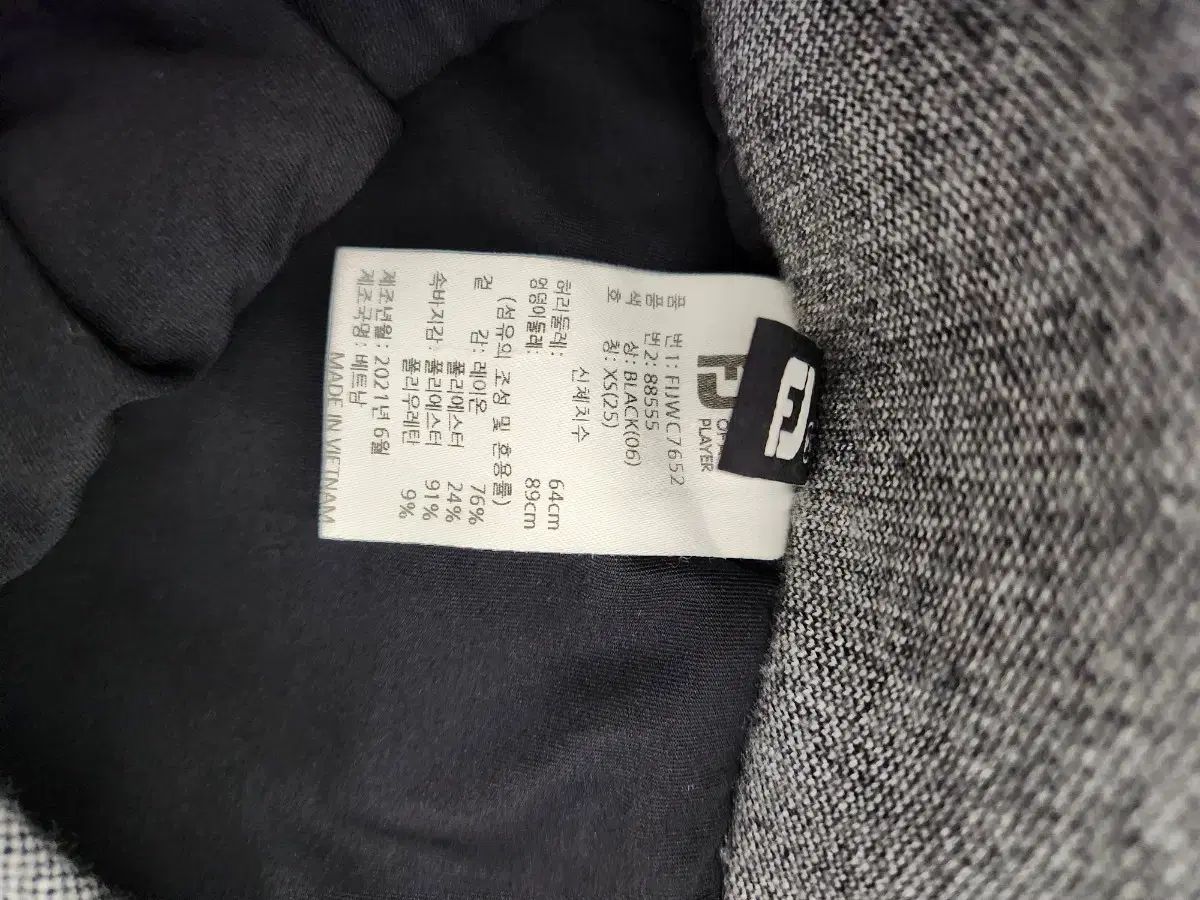 FJ
PLAYER
품 번1: FIJWC7652
품 번2: 88555
색 상: BLACK(06)
호 칭: XS(25)
신체치수
허리둘레: 64cm
엉덩이둘레: 89cm
(섬유의 조성 및 혼용률)
겉 감: 레이온 76%
폴리에스터 24%
속바지감: 폴리에스터 91%
폴리우레탄 9%
제조년월: 2021년 6월
제조국명: 베트남
MADE IN VIETNAM
FJ